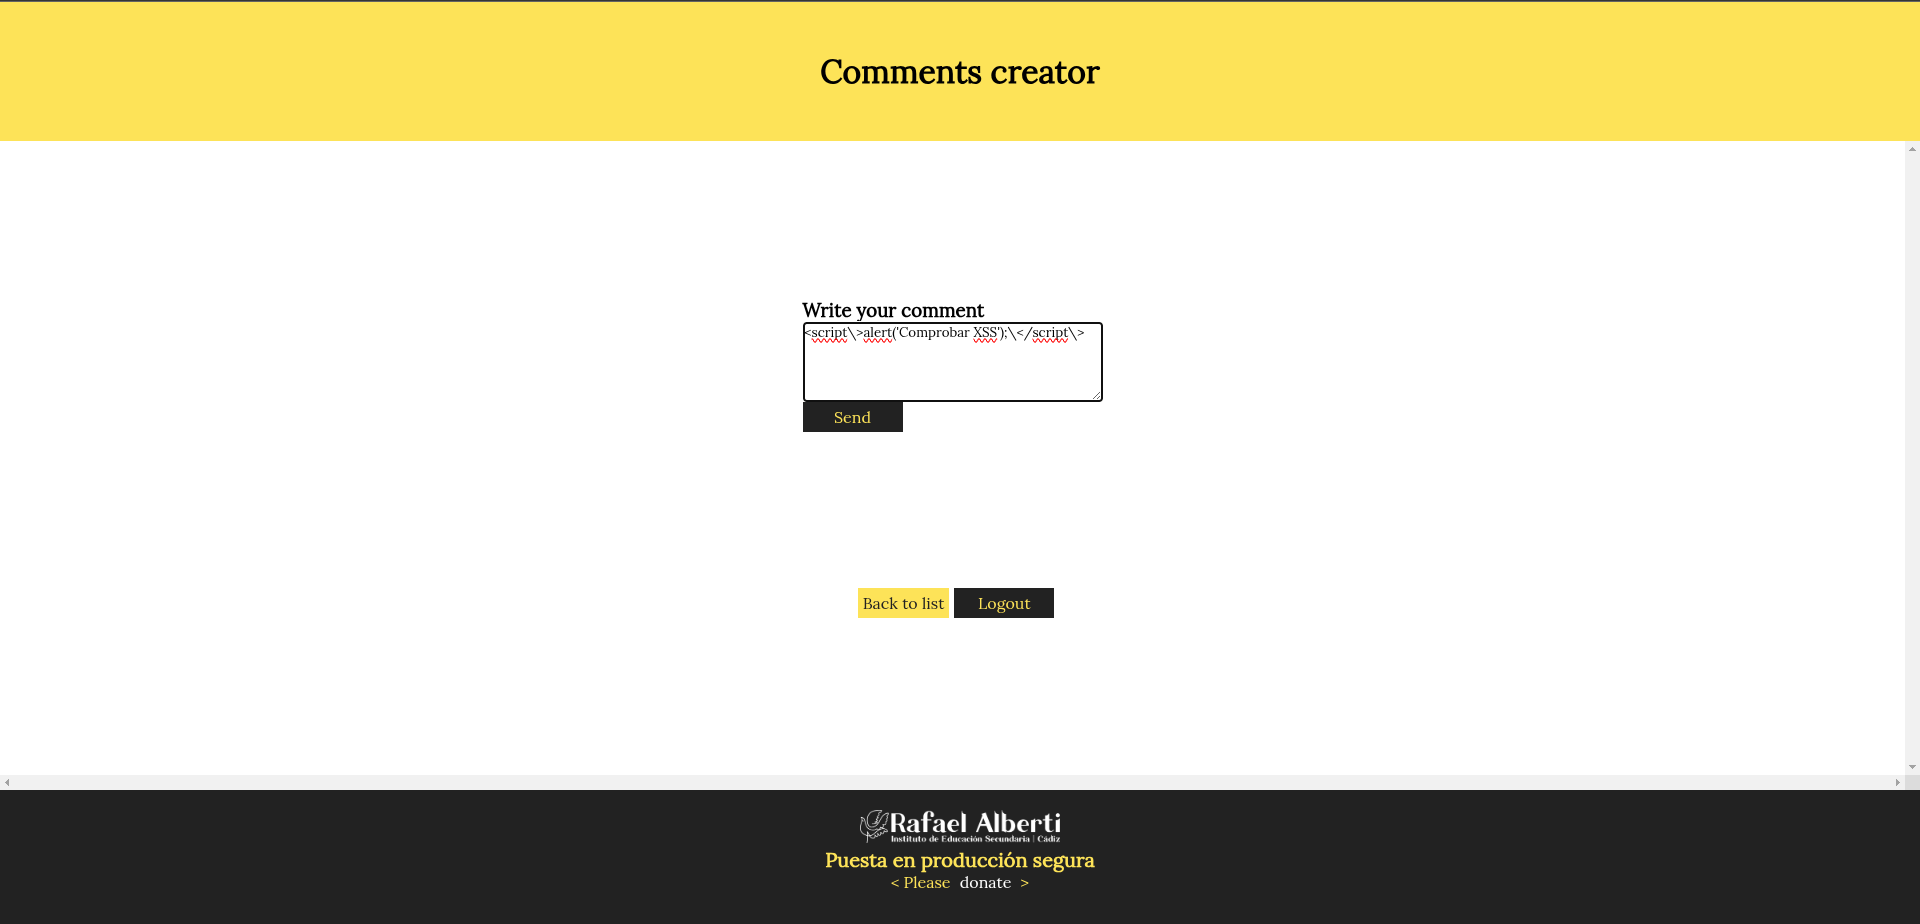 Comments creator
Write your comment
<script\>alert('Comprobar XSS');\</script\>
Send
Back to list
Logout
Rafael Alberti
Instituto de Educación Secundaria | Cádiz
Puesta en producción segura
< Please donate >